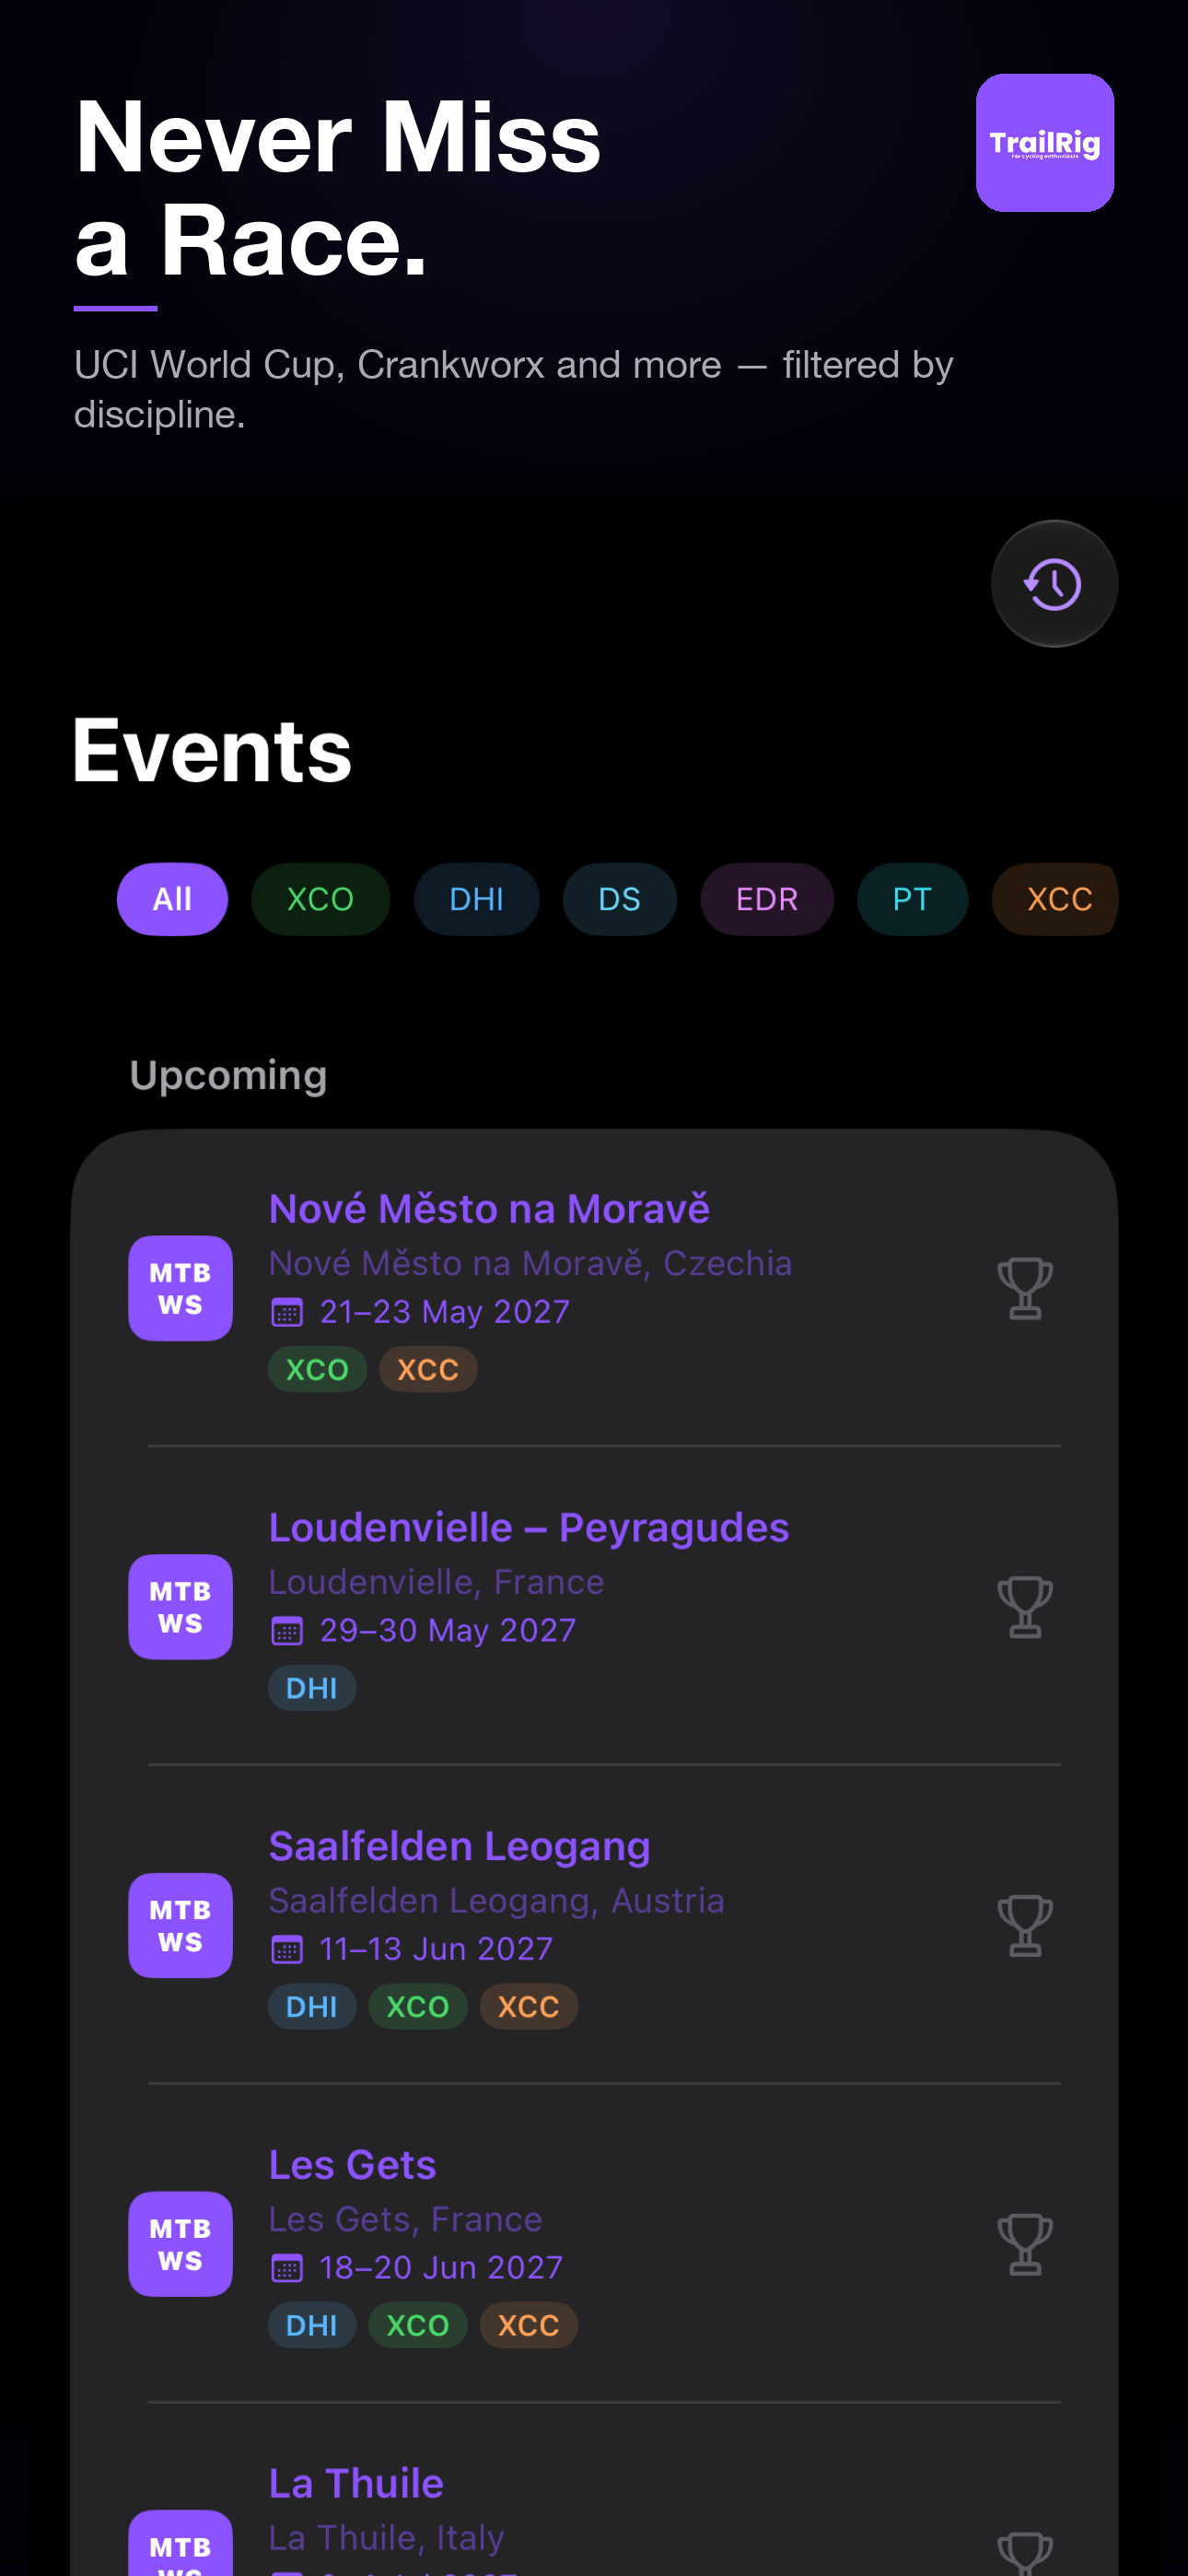 Never Miss
a Race.
TrailRig
For cycling enthusiasts
UCI World Cup, Crankworx and more — filtered by
discipline.
Events
All XCO DHI DS EDR PT XCC
Upcoming
MTB
WS
Nové Město na Moravě
Nové Město na Moravě, Czechia
21–23 May 2027
XCO XCC
MTB
WS
Loudenvielle – Peyragudes
Loudenvielle, France
29–30 May 2027
DHI
MTB
WS
Saalfelden Leogang
Saalfelden Leogang, Austria
11–13 Jun 2027
DHI XCO XCC
MTB
WS
Les Gets
Les Gets, France
18–20 Jun 2027
DHI XCO XCC
MTB
WS
La Thuile
La Thuile, Italy